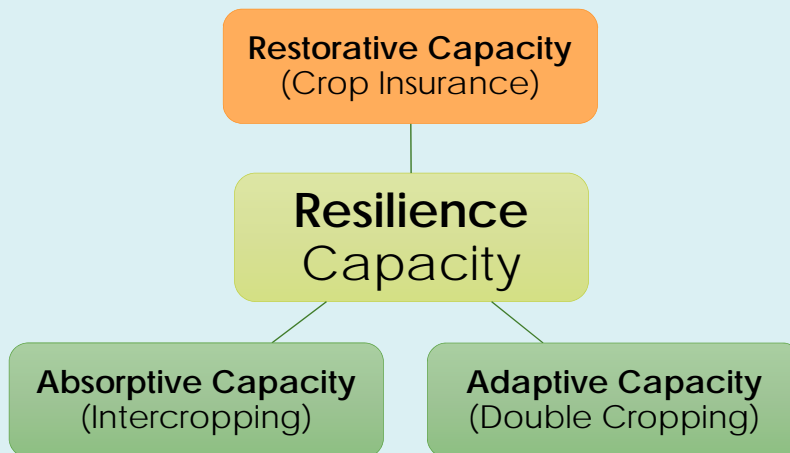 Restorative Capacity
(Crop Insurance)
Resilience
Capacity
Absorptive Capacity
(Intercropping)
Adaptive Capacity
(Double Cropping)